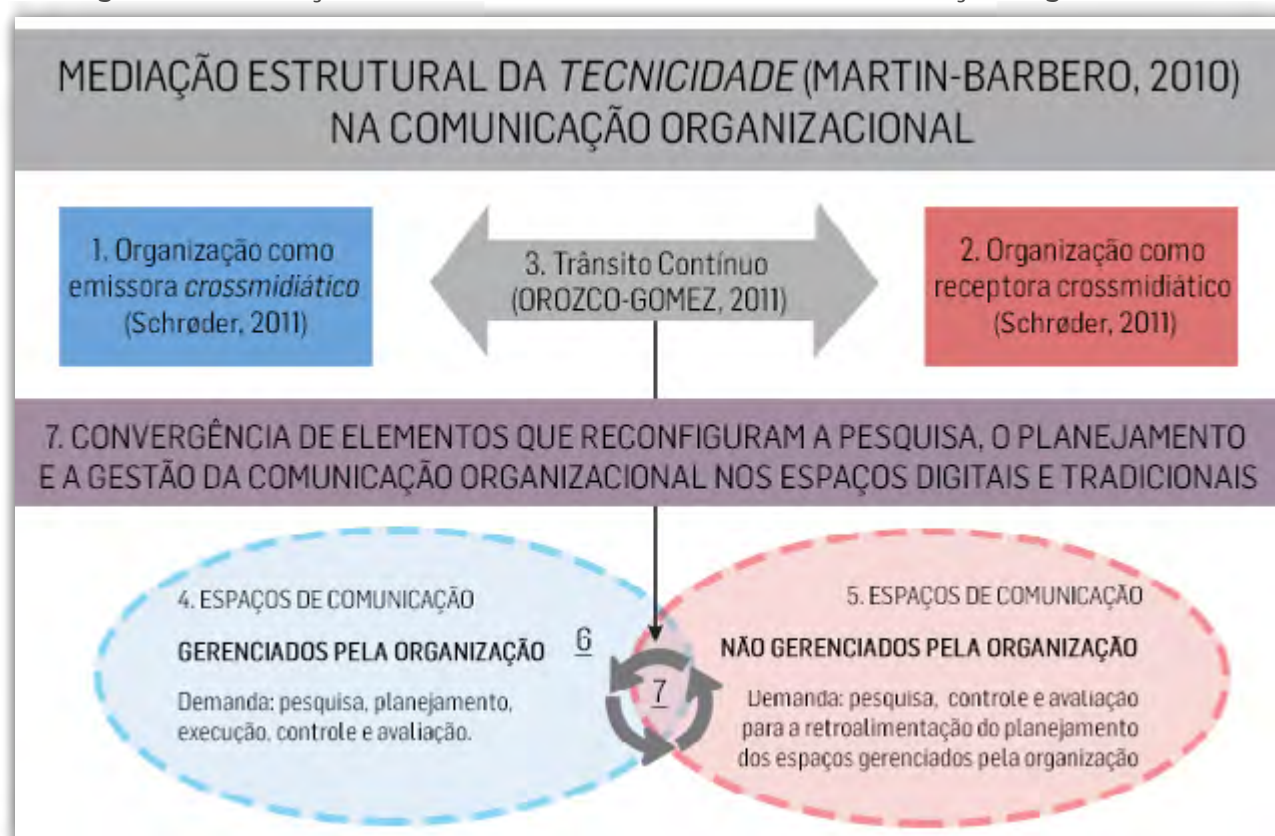 MEDIAÇÃO ESTRUTURAL DA TECNICIDADE (MARTIN-BARBERO, 2010)
NA COMUNICAÇÃO ORGANIZACIONAL
1. Organização como
emissora crossmidiático
(Schrøder, 2011)
3. Trânsito Contínuo
(OROZCO-GOMEZ, 2011)
2. Organização como
receptora crossmidiático
(Schrøder, 2011)
7. CONVERGÊNCIA DE ELEMENTOS QUE RECONFIGURAM A PESQUISA, O PLANEJAMENTO
E A GESTÃO DA COMUNICAÇÃO ORGANIZACIONAL NOS ESPAÇOS DIGITAIS E TRADICIONAIS
4. ESPAÇOS DE COMUNICAÇÃO
GERENCIADOS PELA ORGANIZAÇÃO
Demanda: pesquisa, planejamento,
execução, controle e avaliação.
6
7
5. ESPAÇOS DE COMUNICAÇÃO
NÃO GERENCIADOS PELA ORGANIZAÇÃO
Demanda: pesquisa, controle e avaliação
para a retroalimentação do planejamento
dos espaços gerenciados pela organização